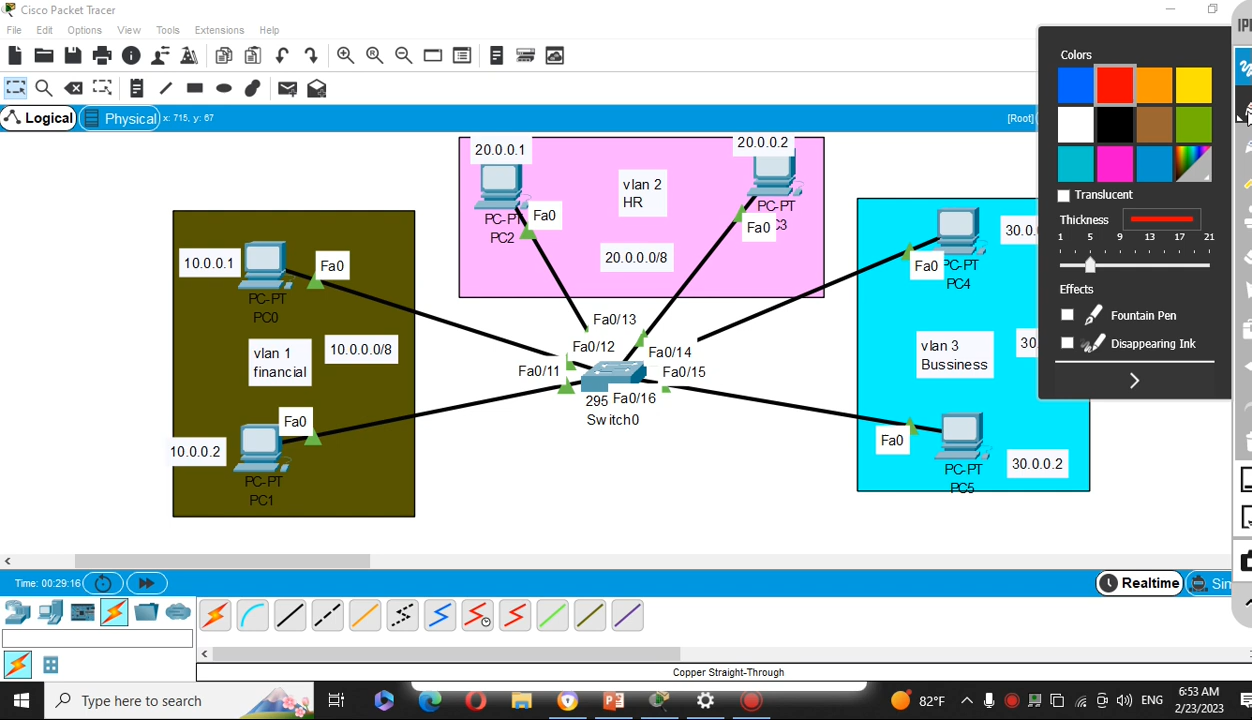 Cisco Packet Tracer
File Edit Options View Tools Extensions Help
Logical Physical x: 715, y: 67 [Root]
20.0.0.1
20.0.0.2
vlan 2
HR
20.0.0.0/8
PC-PT
PC2
Fa0
PC-PT
Fa0
10.0.0.1
Fa0
PC-PT
PC0
vlan 1
financial
10.0.0.0/8
Fa0
10.0.0.2
PC-PT
PC1
Fa0/13
Fa0/12
Fa0/14
Fa0/11
Fa0/15
295
Fa0/16
Switch0
30.0.
Fa0
PC-PT
PC4
vlan 3
Bussiness
30.
Fa0
PC-PT
PC5
30.0.0.2
Colors
Translucent
Thickness
1 5 9 13 17 21
Effects
Fountain Pen
Disappearing Ink
Time: 00:29:16
Realtime
Copper Straight-Through
Type here to search
82°F
ENG
6:53 AM
2/23/2023